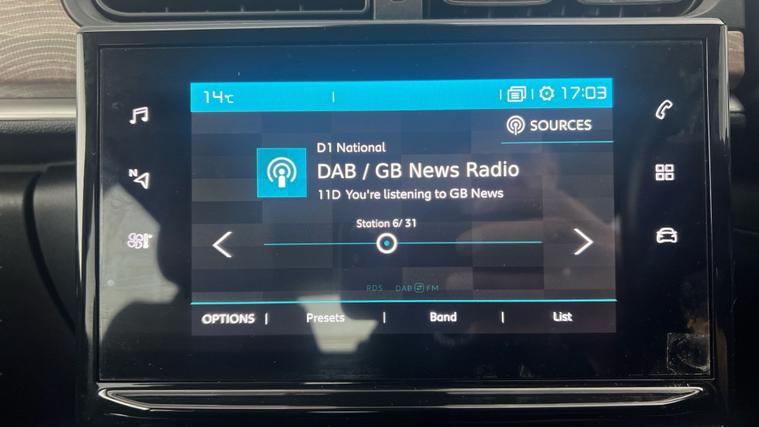 14°C
17:03
SOURCES
D1 National
DAB / GB News Radio
11D You're listening to GB News
Station 6/ 31
N
RDS DAB FM
OPTIONS | Presets | Band | List